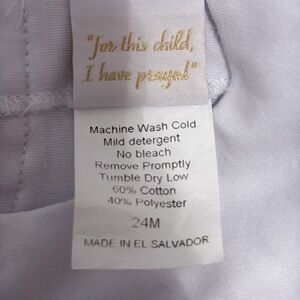 "for this child,
I have prayed"
Machine Wash Cold
Mild detergent
No bleach
Remove Promptly
Tumble Dry Low
60% Cotton
40% Polyester
24M
MADE IN EL SALVADOR